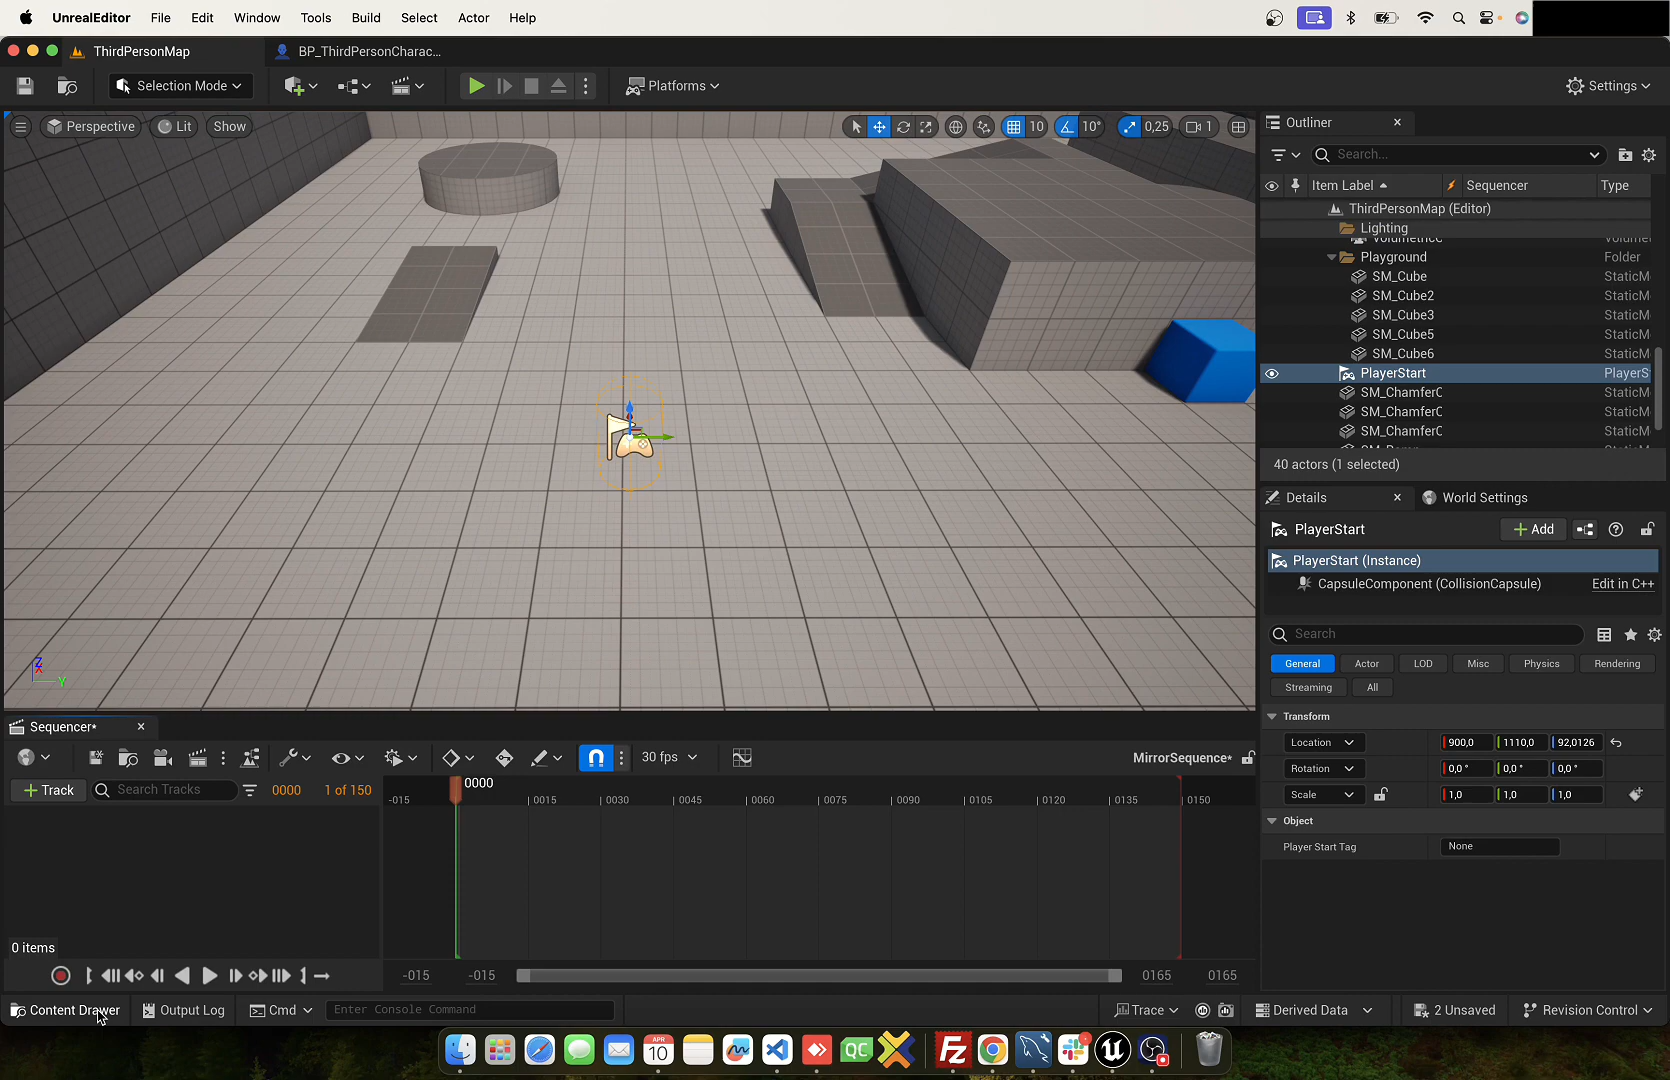 UnrealEditor File Edit Window Tools Build Select Actor Help
ThirdPersonMap BP_ThirdPersonCharac...
Selection Mode Platforms Settings
Perspective Lit Show 10 10° 0,25 1
Outliner
Search...
Item Label Sequencer Type
ThirdPersonMap (Editor)
Lighting
Playground Folder
SM_Cube StaticM
SM_Cube2 StaticM
SM_Cube3 StaticM
SM_Cube5 StaticM
SM_Cube6 StaticM
PlayerStart PlayerS
SM_ChamferC StaticM
SM_ChamferC StaticM
SM_ChamferC StaticM
40 actors (1 selected)
Details World Settings
PlayerStart Add
PlayerStart (Instance)
CapsuleComponent (CollisionCapsule) Edit in C++
Search
General Actor LOD Misc Physics Rendering
Streaming All
Transform
Location 900,0 1110,0 92,0126
Rotation 0,0 ° 0,0 ° 0,0 °
Scale 1,0 1,0 1,0
Object
Player Start Tag None
Z
X
Y
Sequencer*
30 fps MirrorSequence*
+ Track Search Tracks 0000 1 of 150
0000
-015 0015 0030 0045 0060 0075 0090 0105 0120 0135 0150
0 items
-015 -015 0165 0165
Content Drawer Output Log Cmd Enter Console Command Trace Derived Data 2 Unsaved Revision Control
APR
10
QC
Fz